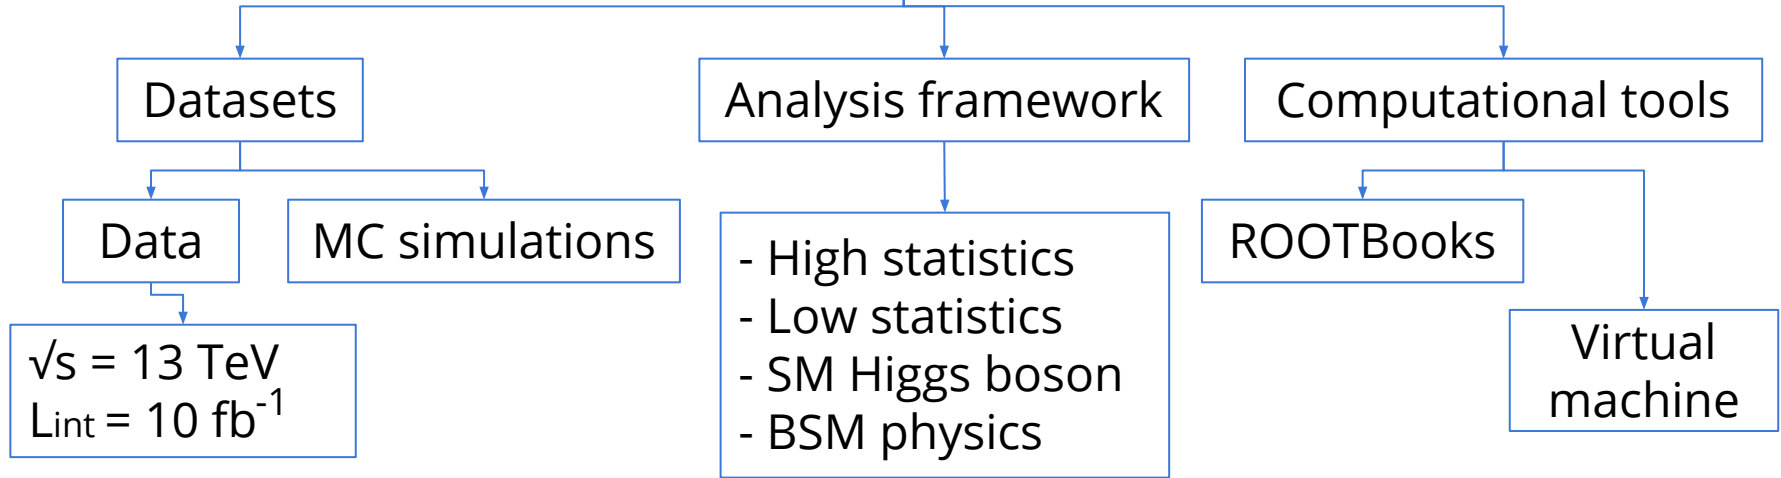 Datasets
Analysis framework
Computational tools
Data
MC simulations
ROOTBooks
- High statistics
- Low statistics
- SM Higgs boson
- BSM physics
√s = 13 TeV
Lint = 10 fb⁻¹
Virtual
machine